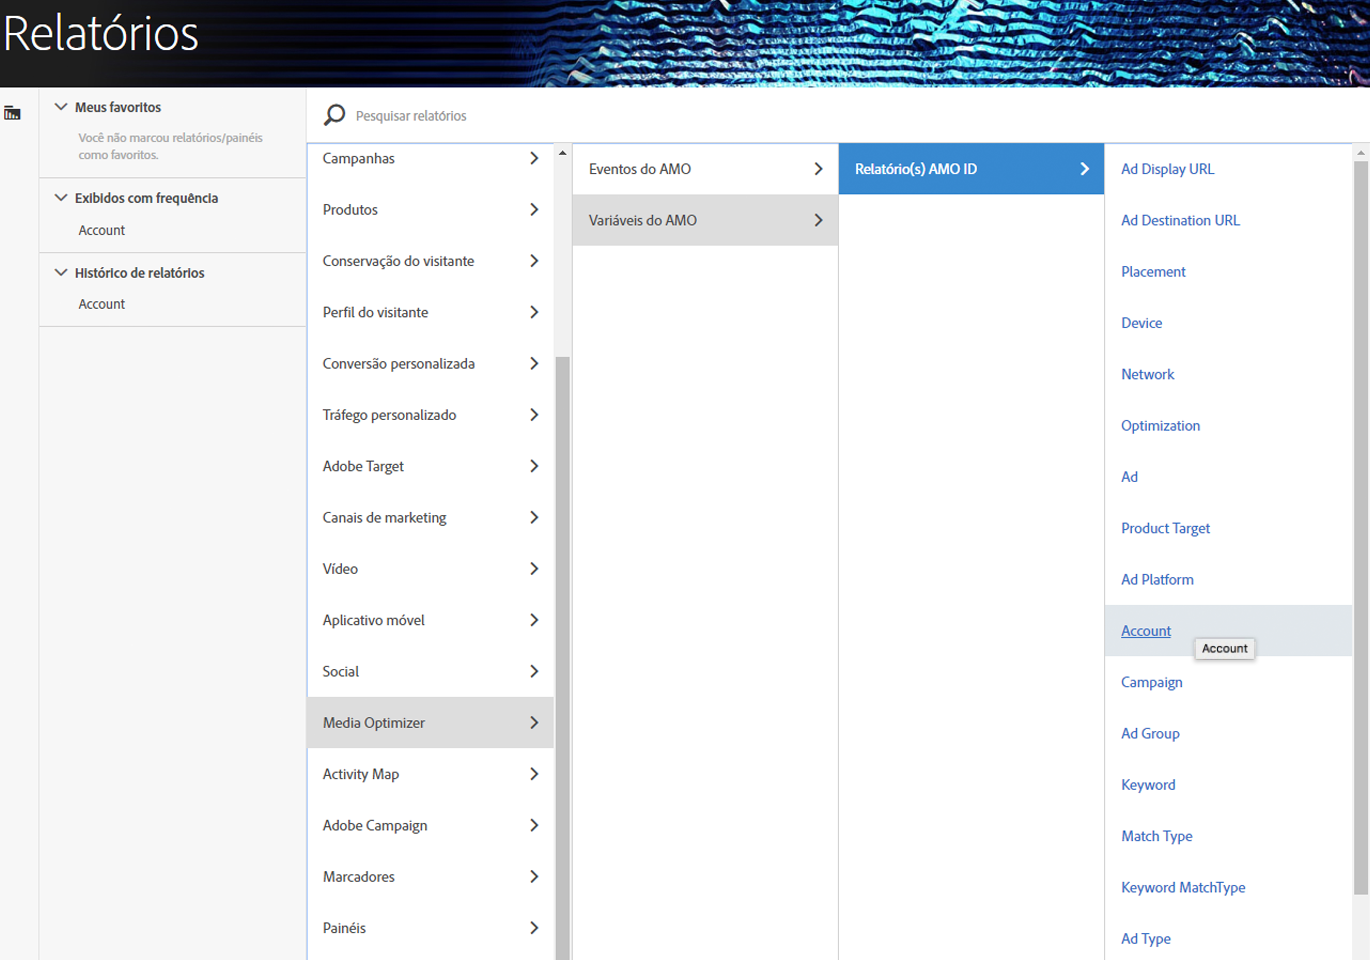 Relatórios
Meus favoritos
Você não marcou relatórios/painéis
como favoritos.
Exibidos com frequência
Account
Histórico de relatórios
Account
Pesquisar relatórios
Campanhas
Produtos
Conservação do visitante
Perfil do visitante
Conversão personalizada
Tráfego personalizado
Adobe Target
Canais de marketing
Vídeo
Aplicativo móvel
Social
Media Optimizer
Activity Map
Adobe Campaign
Marcadores
Painéis
Eventos do AMO
Variáveis do AMO
Relatório(s) AMO ID
Ad Display URL
Ad Destination URL
Placement
Device
Network
Optimization
Ad
Product Target
Ad Platform
Account
Account
Campaign
Ad Group
Keyword
Match Type
Keyword MatchType
Ad Type